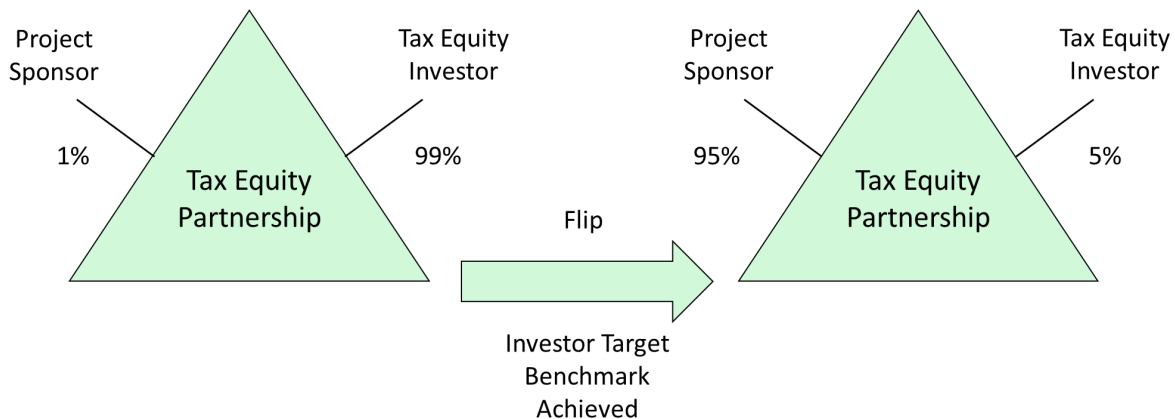 Project
Sponsor
1%
Tax Equity
Investor
99%
Tax Equity
Partnership
Flip
Investor Target
Benchmark
Achieved
Project
Sponsor
95%
Tax Equity
Investor
5%
Tax Equity
Partnership